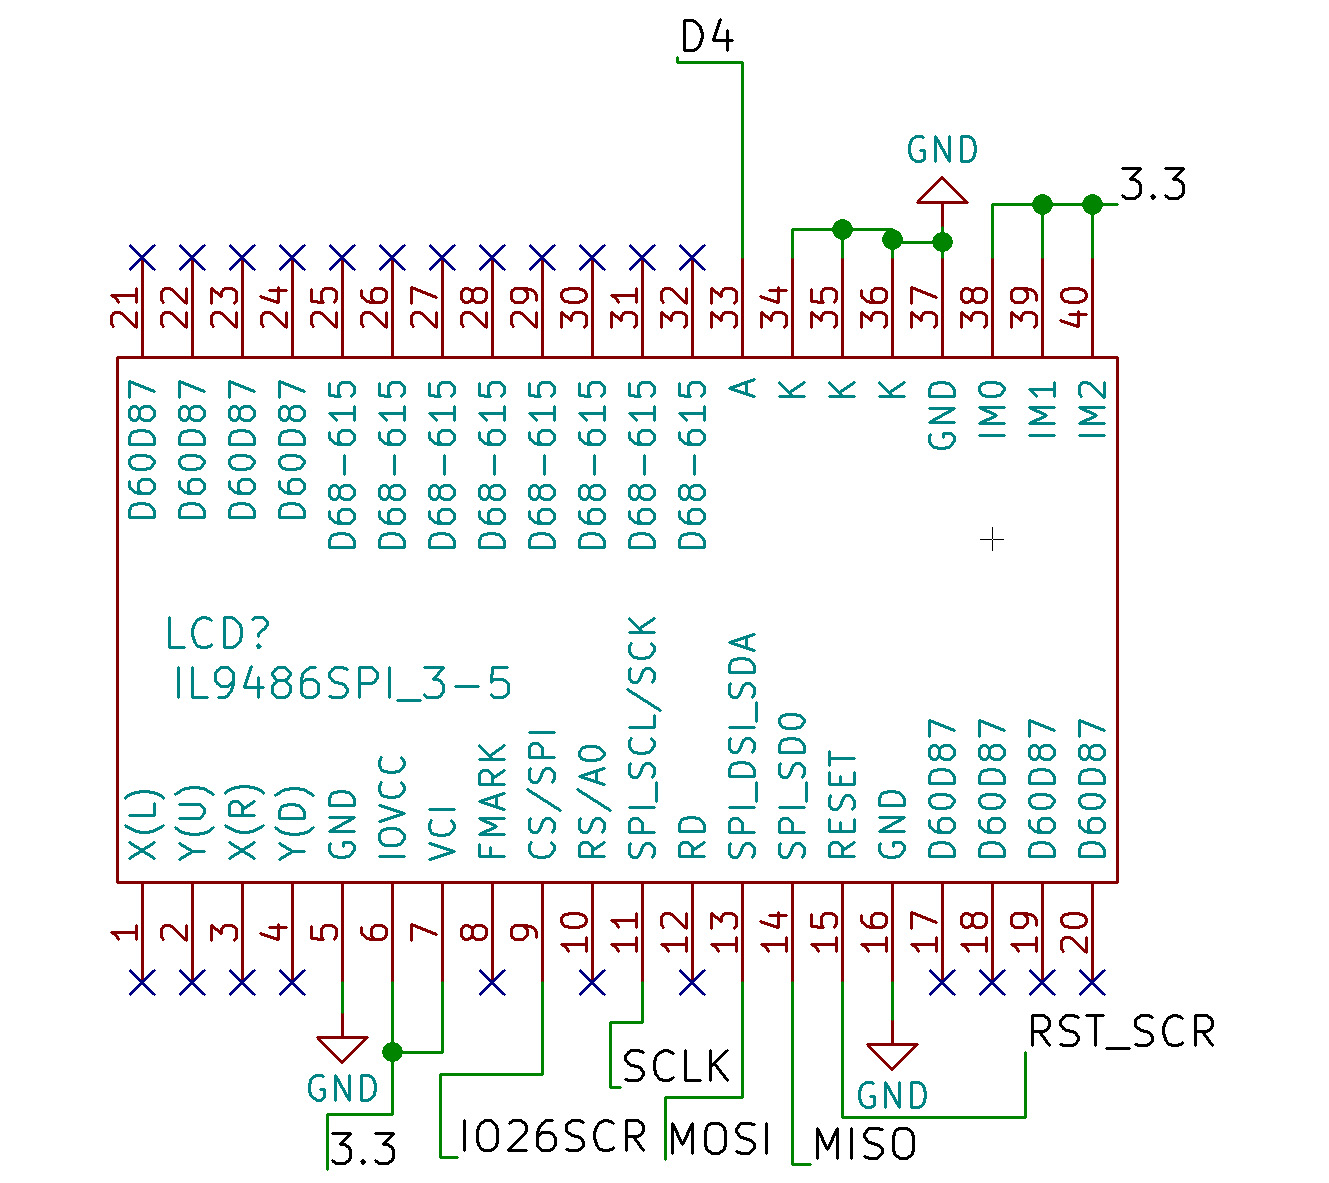 D4
GND
3.3
21 22 23 24 25 26 27 28 29 30 31 32 33 34 35 36 37 38 39 40
D60D87 D60D87 D60D87 D60D87 D68-615 D68-615 D68-615 D68-615 D68-615 D68-615 D68-615 D68-615 A K K K GND IM0 IM1 IM2
LCD?
IL9486SPI_3-5
X(L) Y(U) X(R) Y(D) GND IOVCC VCI FMARK CS/SPI RS/A0 SPI_SCL/SCK RD SPI_DSI_SDA SPI_SDO RESET GND D60D87 D60D87 D60D87 D60D87
1 2 3 4 5 6 7 8 9 10 11 12 13 14 15 16 17 18 19 20
RST_SCR
SCLK
GND
GND
IO26SCR
MOSI
MISO
3.3